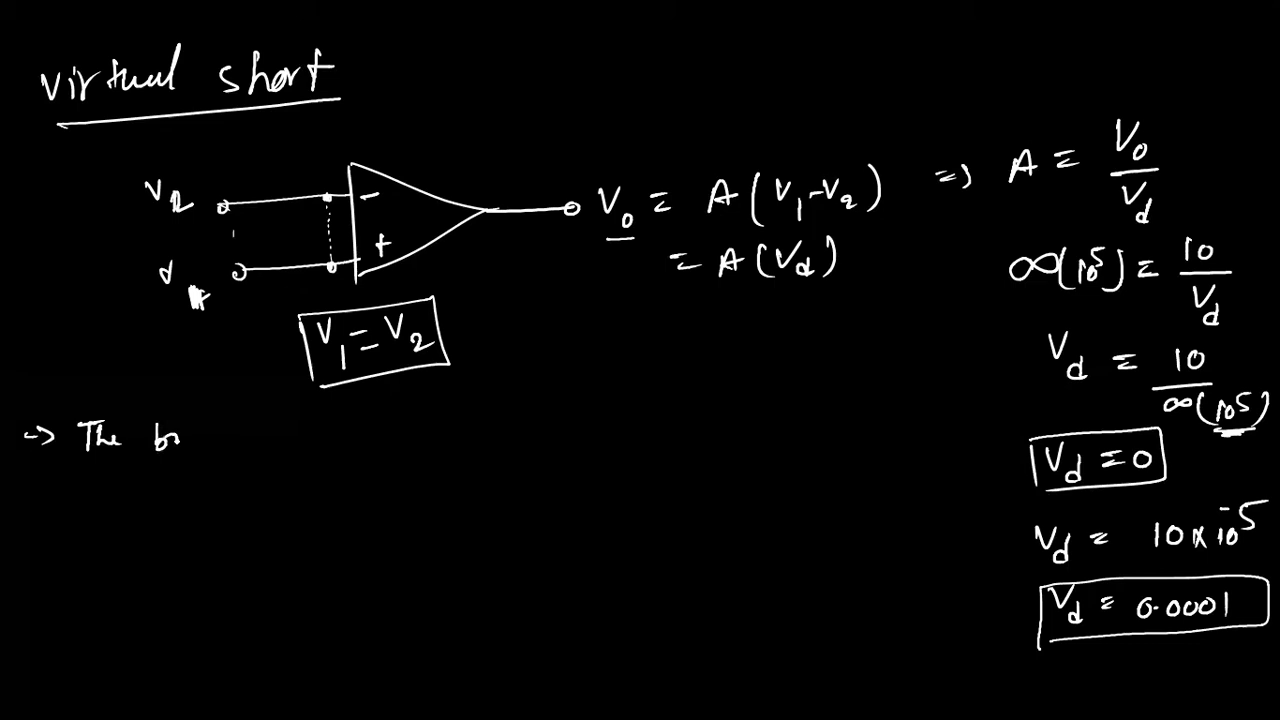 virtual short
V2
-
+
V0 = A(V1-V2)
= A(Vd)
V1 = V2
→ The
=> A = V0/Vd
∞(10^5) = 10/Vd
Vd = 10/∞(10^5)
Vd = 0
Vd = 10 x 10^-5
Vd = 0.0001